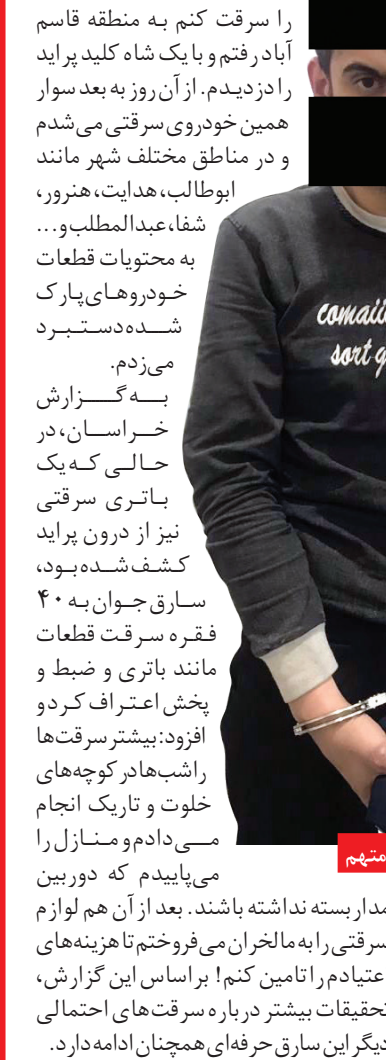 را سرقت کنم به منطقه قاسم
آباد رفتم و با یک شاه کلید پراید
را دزدیدم. از آن روز به بعد سوار
همین خودروی سرقتی می‌شدم
و در مناطق مختلف شهر مانند
ابوطالب، هدایت، هنرور،
شفا، عبدالمطلب و...
به محتویات قطعات
خودروهای پارک
شده دستبرد
می‌زدم.
به گزارش
خراسان، در
حالی که یک
باتری سرقتی
نیز از درون پراید
کشف شده بود،
سارق جوان به ۴۰
فقره سرقت قطعات
مانند باتری و ضبط و
پخش اعتراف کرد و
افزود: بیشتر سرقت‌ها
را شب‌ها در کوچه‌های
خلوت و تاریک انجام
می‌دادم و منازل را
می‌پاییدم که دوربین
مداربسته نداشته باشند. بعد از آن هم لوازم
سرقتی را به مالخران می‌فروختم تا هزینه‌های
اعتیادم را تامین کنم! براساس این گزارش،
تحقیقات بیشتر درباره سرقت‌های احتمالی
دیگر این سارق حرفه‌ای همچنان ادامه دارد.
sort
متهم